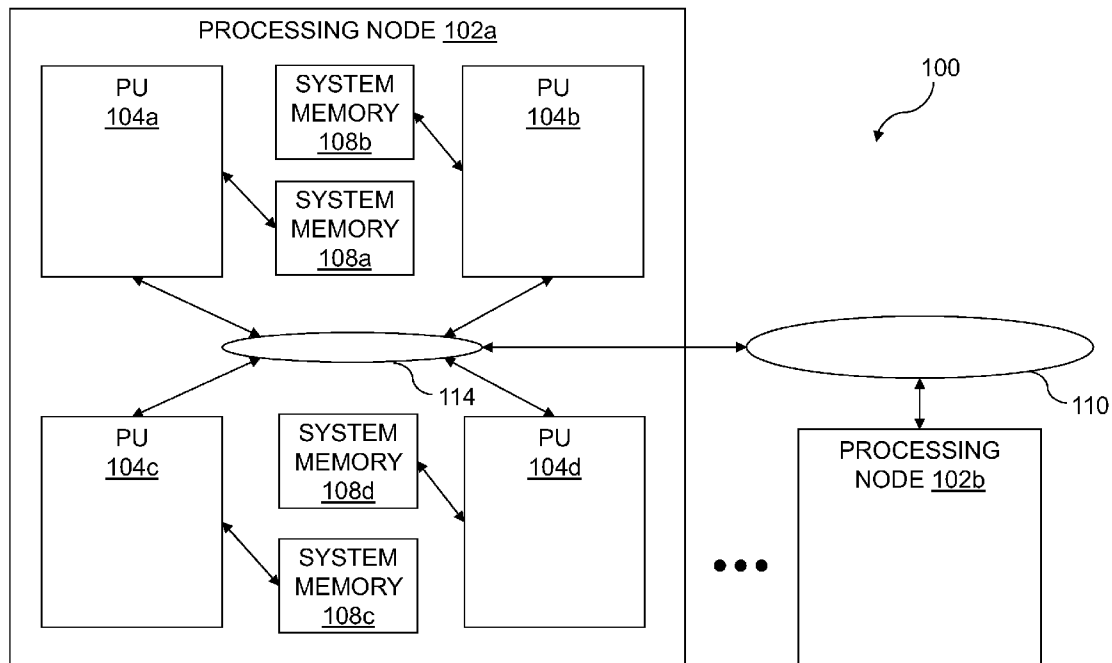 PROCESSING NODE 102a
PU
104a
SYSTEM
MEMORY
108b
PU
104b
SYSTEM
MEMORY
108a
100
114
110
PU
104c
SYSTEM
MEMORY
108d
PU
104d
SYSTEM
MEMORY
108c
PROCESSING
NODE 102b